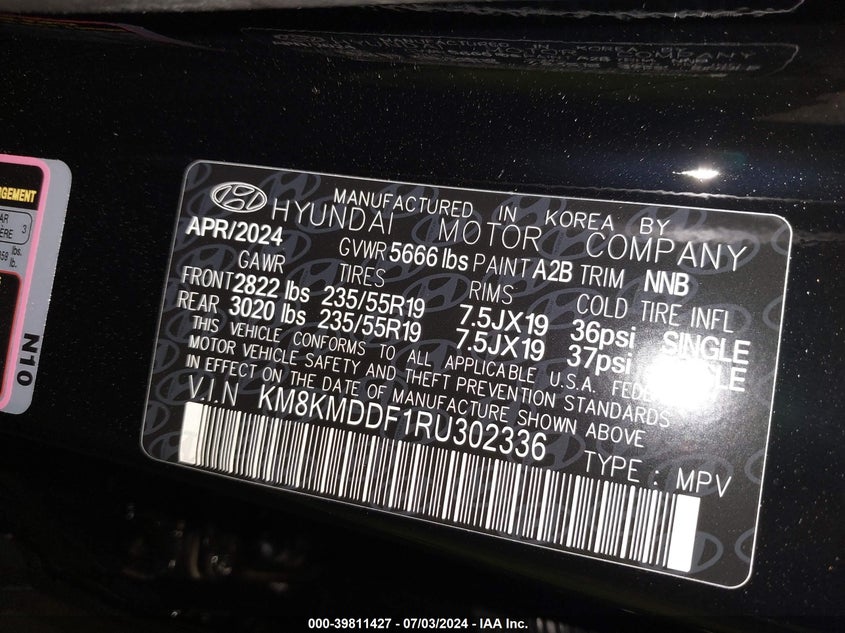 MANUFACTURED IN KOREA BY
HYUNDAI MOTOR COMPANY
APR/2024 GVWR 5666 lbs PAINT A2B TRIM NNB
GAWR TIRES RIMS COLD TIRE INFL
FRONT 2822 lbs 235/55R19 7.5JX19 36psi SINGLE
REAR 3020 lbs 235/55R19 7.5JX19 37psi
THIS VEHICLE CONFORMS TO ALL APPLICABLE U.S.A.
MOTOR VEHICLE SAFETY AND THEFT PREVENTION STANDARDS
IN EFFECT ON THE DATE OF MANUFACTURE SHOWN ABOVE
V.I.N KM8KMDDF1RU302336
TYPE : MPV
N10
000-39811427 - 07/03/2024 - IAA Inc.